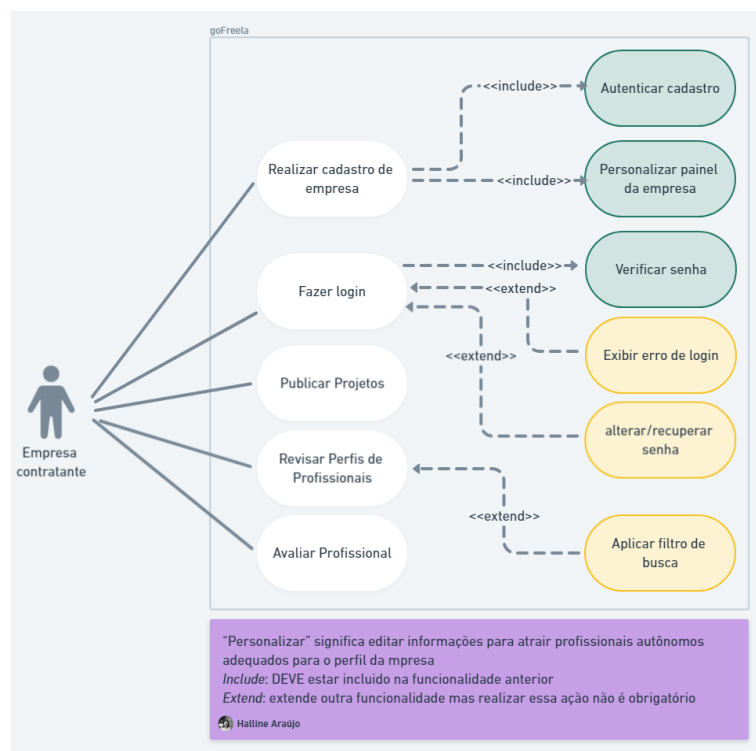 goFreela
<<include>>
Autenticar cadastro
Realizar cadastro de
empresa
<<include>>
Personalizar painel
da empresa
Fazer login
<<include>>
Verificar senha
<<extend>>
<<extend>>
Exibir erro de login
Publicar Projetos
alterar/recuperar
senha
Empresa
contratante
Revisar Perfis de
Profissionais
<<extend>>
Avaliar Profissional
Aplicar filtro de
busca
"Personalizar" significa editar informações para atrair profissionais autônomos
adequados para o perfil da mpresa
Include: DEVE estar incluido na funcionalidade anterior
Extend: extende outra funcionalidade mas realizar essa ação não é obrigatório
Halline Araújo